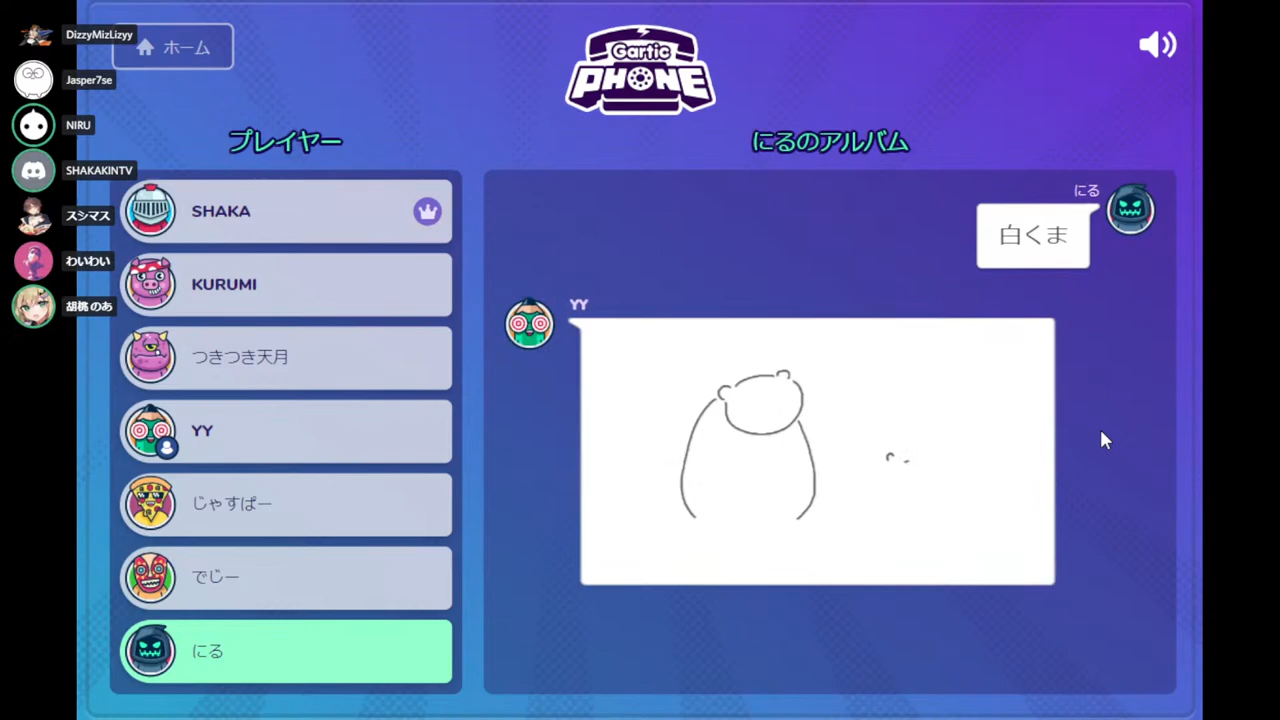 DizzyMizLizyy
Jasper7se
NIRU
SHAKAKINTV
スシマス
わいわい
胡桃のあ
ホーム
Gartic
PHONE
プレイヤー
SHAKA
KURUMI
つきつき天月
YY
じゃすぱー
でじー
にる
にるのアルバム
にる
白くま
YY